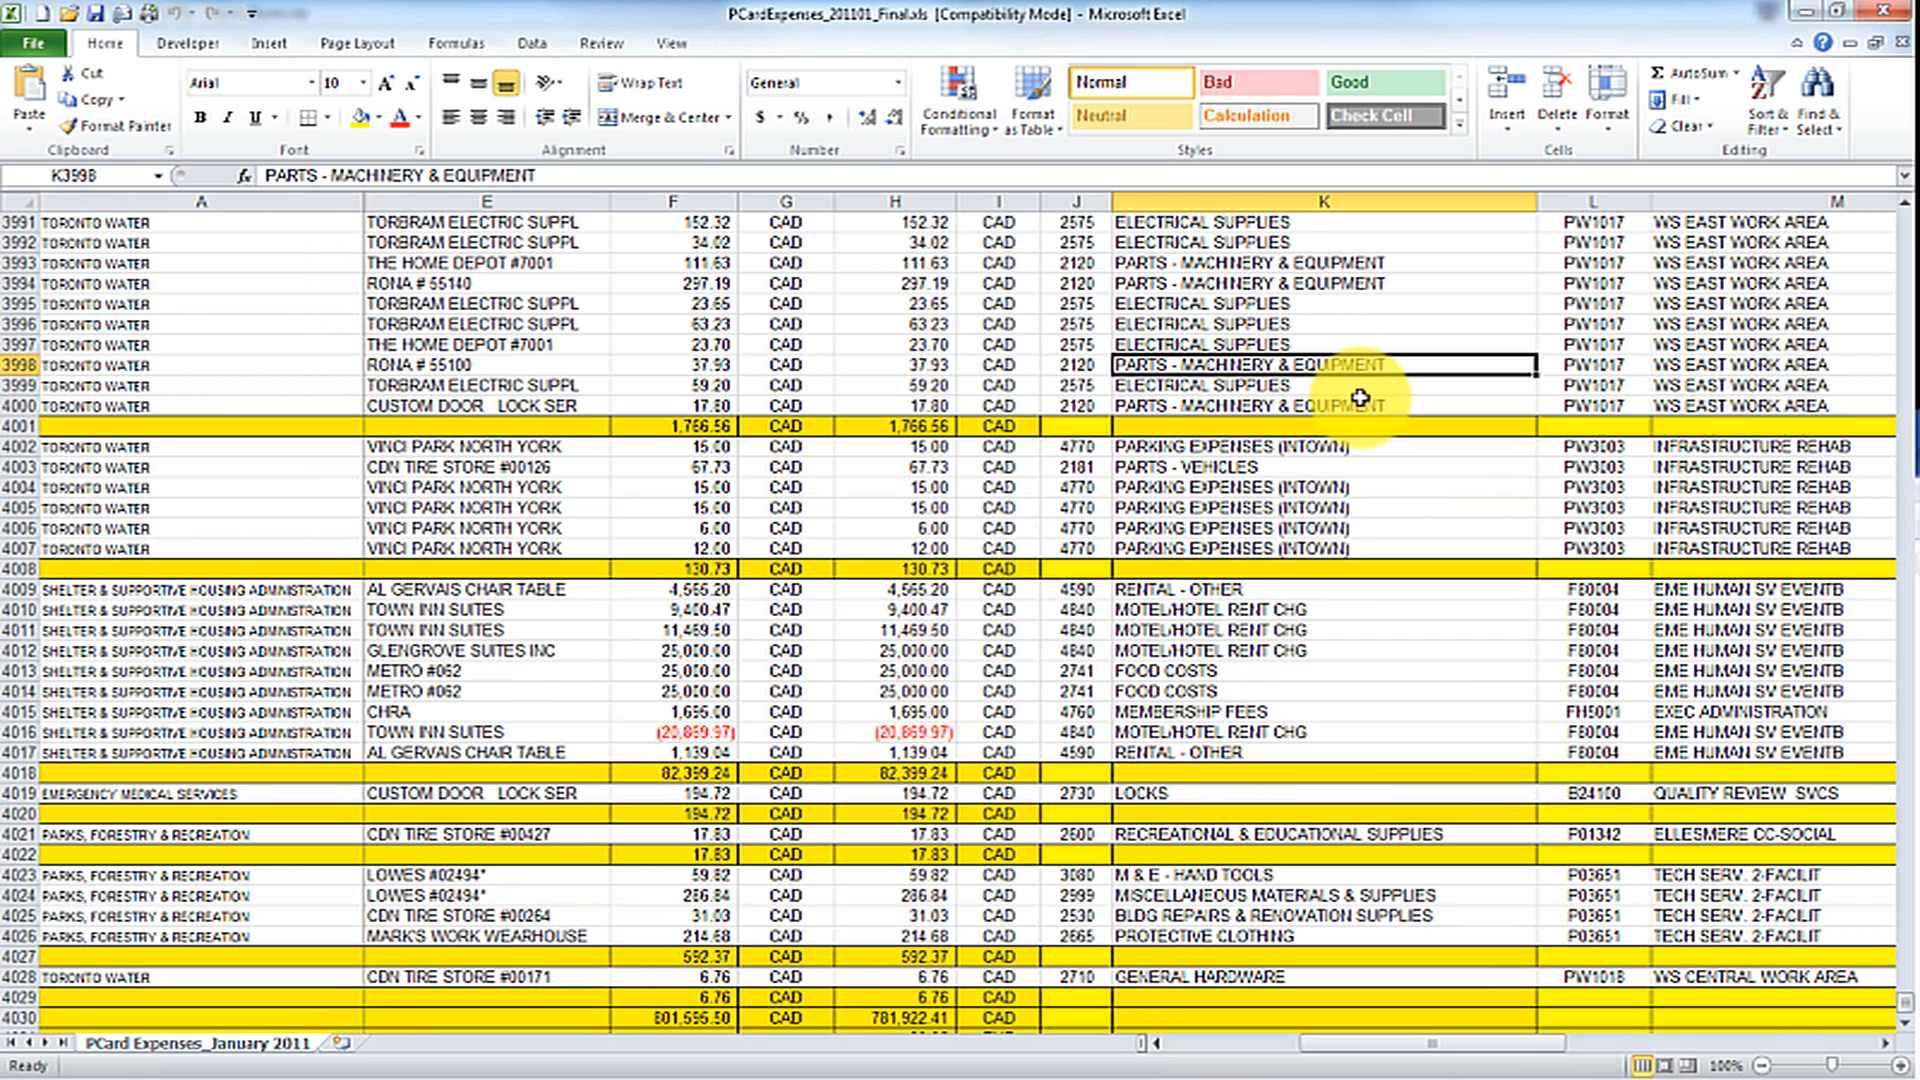 PCardExpenses_201101_Final.xls [Compatibility Mode] - Microsoft Excel
File Home Developer Insert Page Layout Formulas Data Review View
Paste Cut Copy Format Painter Clipboard
Arial 10 A A B I U A Font
Wrap Text Merge & Center Alignment
General $ % , Number
Conditional Formatting Format as Table Normal Bad Good Neutral Calculation Check Cell Styles
Insert Delete Format Cells
Σ AutoSum Fill Clear Sort & Filter Find & Select Editing
K3998 fx PARTS - MACHINERY & EQUIPMENT
A E F G H I J K L M
3991 TORONTO WATER TORBRAM ELECTRIC SUPPL 152.32 CAD 152.32 CAD 2575 ELECTRICAL SUPPLIES PW1017 WS EAST WORK AREA
3992 TORONTO WATER TORBRAM ELECTRIC SUPPL 34.02 CAD 34.02 CAD 2575 ELECTRICAL SUPPLIES PW1017 WS EAST WORK AREA
3993 TORONTO WATER THE HOME DEPOT #7001 111.63 CAD 111.63 CAD 2120 PARTS - MACHINERY & EQUIPMENT PW1017 WS EAST WORK AREA
3994 TORONTO WATER RONA # 55140 297.19 CAD 297.19 CAD 2120 PARTS - MACHINERY & EQUIPMENT PW1017 WS EAST WORK AREA
3995 TORONTO WATER TORBRAM ELECTRIC SUPPL 23.65 CAD 23.65 CAD 2575 ELECTRICAL SUPPLIES PW1017 WS EAST WORK AREA
3996 TORONTO WATER TORBRAM ELECTRIC SUPPL 63.23 CAD 63.23 CAD 2575 ELECTRICAL SUPPLIES PW1017 WS EAST WORK AREA
3997 TORONTO WATER THE HOME DEPOT #7001 23.70 CAD 23.70 CAD 2575 ELECTRICAL SUPPLIES PW1017 WS EAST WORK AREA
3998 TORONTO WATER RONA # 55100 37.93 CAD 37.93 CAD 2120 PARTS - MACHINERY & EQUIPMENT PW1017 WS EAST WORK AREA
3999 TORONTO WATER TORBRAM ELECTRIC SUPPL 59.20 CAD 59.20 CAD 2575 ELECTRICAL SUPPLIES PW1017 WS EAST WORK AREA
4000 TORONTO WATER CUSTOM DOOR LOCK SER 17.80 CAD 17.80 CAD 2120 PARTS - MACHINERY & EQUIPMENT PW1017 WS EAST WORK AREA
4001 1,766.56 CAD 1,766.56 CAD
4002 TORONTO WATER VINCI PARK NORTH YORK 15.00 CAD 15.00 CAD 4770 PARKING EXPENSES (INTOWN) PW3003 INFRASTRUCTURE REHAB
4003 TORONTO WATER CDN TIRE STORE #00126 67.73 CAD 67.73 CAD 2181 PARTS - VEHICLES PW3003 INFRASTRUCTURE REHAB
4004 TORONTO WATER VINCI PARK NORTH YORK 15.00 CAD 15.00 CAD 4770 PARKING EXPENSES (INTOWN) PW3003 INFRASTRUCTURE REHAB
4005 TORONTO WATER VINCI PARK NORTH YORK 15.00 CAD 15.00 CAD 4770 PARKING EXPENSES (INTOWN) PW3003 INFRASTRUCTURE REHAB
4006 TORONTO WATER VINCI PARK NORTH YORK 6.00 CAD 6.00 CAD 4770 PARKING EXPENSES (INTOWN) PW3003 INFRASTRUCTURE REHAB
4007 TORONTO WATER VINCI PARK NORTH YORK 12.00 CAD 12.00 CAD 4770 PARKING EXPENSES (INTOWN) PW3003 INFRASTRUCTURE REHAB
4008 130.73 CAD 130.73 CAD
4009 SHELTER & SUPPORTIVE HOUSING ADMINISTRATION AL GERVAIS CHAIR TABLE 4,565.20 CAD 4,565.20 CAD 4590 RENTAL - OTHER F80004 EME HUMAN SV EVENTB
4010 SHELTER & SUPPORTIVE HOUSING ADMINISTRATION TOWN INN SUITES 9,400.47 CAD 9,400.47 CAD 4840 MOTEL/HOTEL RENT CHG F80004 EME HUMAN SV EVENTB
4011 SHELTER & SUPPORTIVE HOUSING ADMINISTRATION TOWN INN SUITES 11,469.50 CAD 11,469.50 CAD 4840 MOTEL/HOTEL RENT CHG F80004 EME HUMAN SV EVENTB
4012 SHELTER & SUPPORTIVE HOUSING ADMINISTRATION GLENGROVE SUITES INC 25,000.00 CAD 25,000.00 CAD 4840 MOTEL/HOTEL RENT CHG F80004 EME HUMAN SV EVENTB
4013 SHELTER & SUPPORTIVE HOUSING ADMINISTRATION METRO #062 25,000.00 CAD 25,000.00 CAD 2741 FOOD COSTS F80004 EME HUMAN SV EVENTB
4014 SHELTER & SUPPORTIVE HOUSING ADMINISTRATION METRO #062 25,000.00 CAD 25,000.00 CAD 2741 FOOD COSTS F80004 EME HUMAN SV EVENTB
4015 SHELTER & SUPPORTIVE HOUSING ADMINISTRATION CHRA 1,695.00 CAD 1,695.00 CAD 4760 MEMBERSHIP FEES FH5001 EXEC ADMINISTRATION
4016 SHELTER & SUPPORTIVE HOUSING ADMINISTRATION TOWN INN SUITES (20,869.97) CAD (20,869.97) CAD 4840 MOTEL/HOTEL RENT CHG F80004 EME HUMAN SV EVENTB
4017 SHELTER & SUPPORTIVE HOUSING ADMINISTRATION AL GERVAIS CHAIR TABLE 1,139.04 CAD 1,139.04 CAD 4590 RENTAL - OTHER F80004 EME HUMAN SV EVENTB
4018 82,399.24 CAD 82,399.24 CAD
4019 EMERGENCY MEDICAL SERVICES CUSTOM DOOR LOCK SER 194.72 CAD 194.72 CAD 2730 LOCKS B24100 QUALITY REVIEW SVCS
4020 194.72 CAD 194.72 CAD
4021 PARKS, FORESTRY & RECREATION CDN TIRE STORE #00427 17.83 CAD 17.83 CAD 2600 RECREATIONAL & EDUCATIONAL SUPPLIES P01342 ELLESMERE CC-SOCIAL
4022 17.83 CAD 17.83 CAD
4023 PARKS, FORESTRY & RECREATION LOWES #02494* 59.82 CAD 59.82 CAD 3080 M & E - HAND TOOLS P03651 TECH SERV. 2-FACILIT
4024 PARKS, FORESTRY & RECREATION LOWES #02494* 286.84 CAD 286.84 CAD 2999 MISCELLANEOUS MATERIALS & SUPPLIES P03651 TECH SERV. 2-FACILIT
4025 PARKS, FORESTRY & RECREATION CDN TIRE STORE #00264 31.03 CAD 31.03 CAD 2530 BLDG REPAIRS & RENOVATION SUPPLIES P03651 TECH SERV. 2-FACILIT
4026 PARKS, FORESTRY & RECREATION MARK'S WORK WEARHOUSE 214.68 CAD 214.68 CAD 2665 PROTECTIVE CLOTHING P03651 TECH SERV. 2-FACILIT
4027 592.37 CAD 592.37 CAD
4028 TORONTO WATER CDN TIRE STORE #00171 6.76 CAD 6.76 CAD 2710 GENERAL HARDWARE PW1018 WS CENTRAL WORK AREA
4029 6.76 CAD 6.76 CAD
4030 801,595.50 CAD 781,922.41 CAD
PCard Expenses_January 2011
Ready 100%